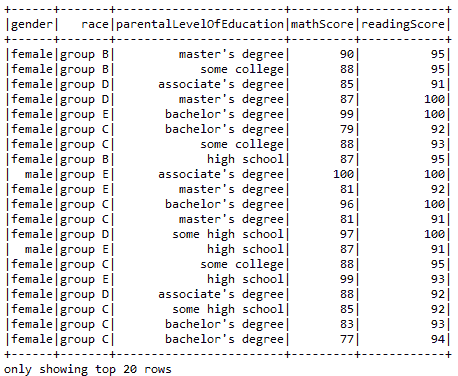 +------+-------+------------------------+---------+------------+
|gender|   race|parentalLevelOfEducation|mathScore|readingScore|
+------+-------+------------------------+---------+------------+
|female|group B|         master's degree|       90|          95|
|female|group B|            some college|       88|          95|
|female|group D|      associate's degree|       85|          91|
|female|group D|         master's degree|       87|         100|
|female|group E|       bachelor's degree|       99|         100|
|female|group C|       bachelor's degree|       79|          92|
|female|group C|            some college|       88|          93|
|female|group B|             high school|       87|          95|
|  male|group E|      associate's degree|      100|         100|
|female|group E|         master's degree|       81|          92|
|female|group C|       bachelor's degree|       96|         100|
|female|group C|         master's degree|       81|          91|
|female|group D|        some high school|       97|         100|
|  male|group E|             high school|       87|          91|
|female|group C|            some college|       88|          95|
|female|group E|             high school|       99|          93|
|female|group D|      associate's degree|       88|          92|
|female|group C|        some high school|       85|          92|
|female|group C|       bachelor's degree|       83|          93|
|female|group C|       bachelor's degree|       77|          94|
+------+-------+------------------------+---------+------------+
only showing top 20 rows